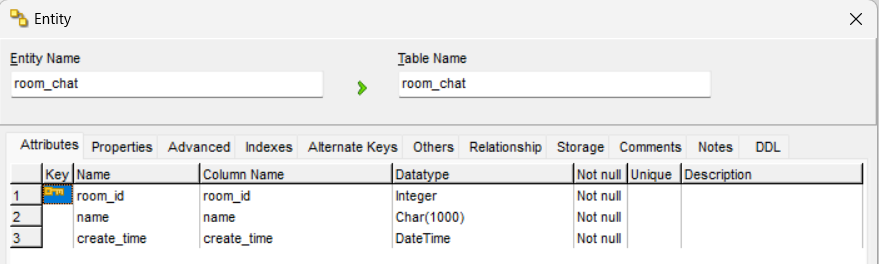 Entity
Entity Name
Table Name
room_chat
room_chat
Attributes Properties Advanced Indexes Alternate Keys Others Relationship Storage Comments Notes DDL
Key Name Column Name Datatype Not null Unique Description
1 room_id room_id Integer Not null
2 name name Char(1000) Not null
3 create_time create_time DateTime Not null